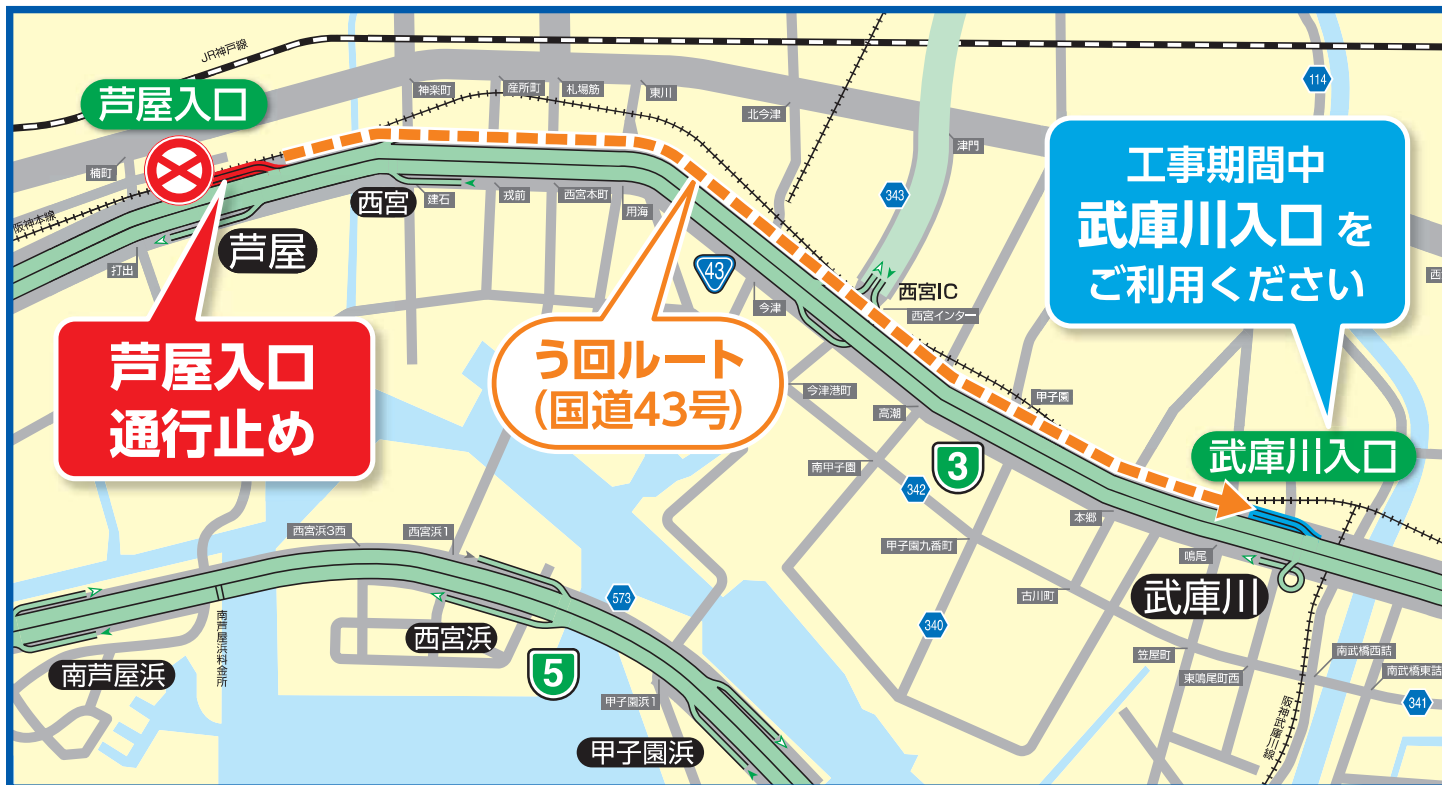 JR神戸線
芦屋入口
神楽町
産所町
札場筋
東川
北今津
津門
114
343
楠町
阪神本線
打出
芦屋
西宮
建石
戎前
西宮本町
用海
43
今津
西宮IC
西宮インター
工事期間中
武庫川入口 を
ご利用ください
西
芦屋入口
通行止め
う回ルート
(国道43号)
今津港町
高潮
甲子園
武庫川入口
南甲子園
342
3
本郷
鳴尾
甲子園九番町
武庫川
古川町
340
笠屋町
東鳴尾町西
南武橋西詰
南武橋東詰
341
阪神武庫川線
西宮浜3西
西宮浜1
573
南芦屋浜料金所
西宮浜
南芦屋浜
5
甲子園浜1
甲子園浜